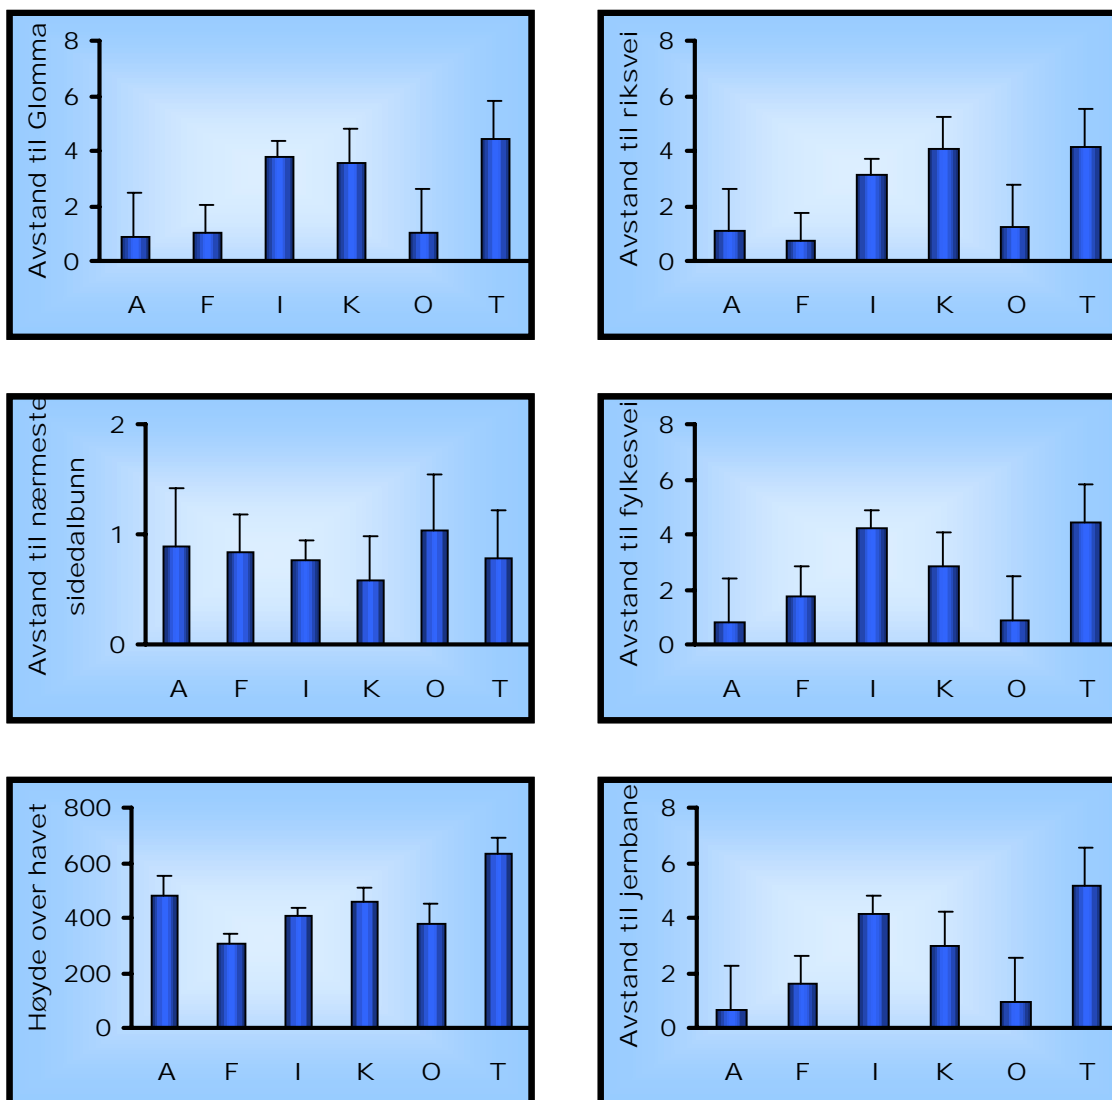 Avstand til Glomma
8
6
4
2
0
A F I K O T
Avstand til riksvei
8
6
4
2
0
A F I K O T
Avstand til nærmeste
sidedalbunn
2
1
0
A F I K O T
Avstand til fylkesvei
8
6
4
2
0
A F I K O T
Høyde over havet
800
600
400
200
0
A F I K O T
Avstand til jernbane
8
6
4
2
0
A F I K O T